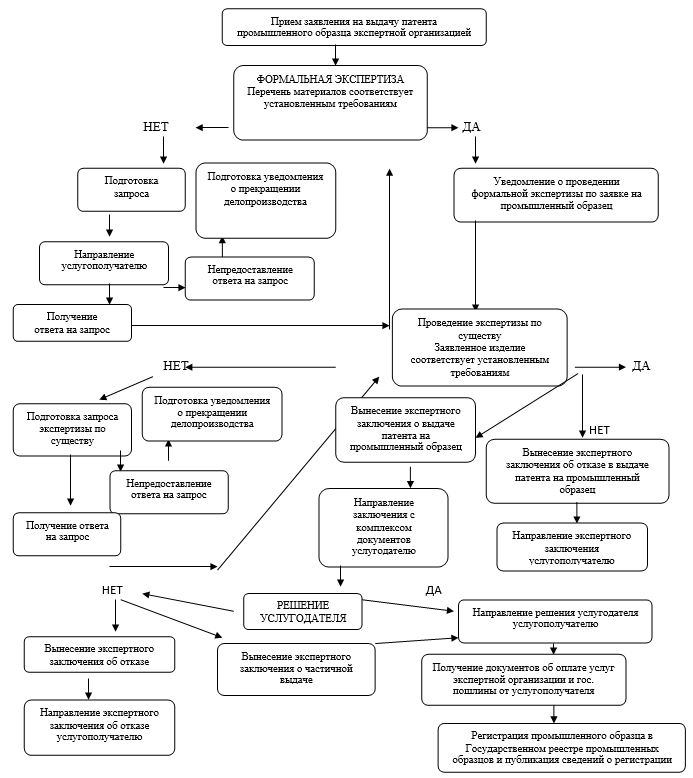 Прием заявления на выдачу патента
промышленного образца экспертной организацией
ФОРМАЛЬНАЯ ЭКСПЕРТИЗА
Перечень материалов соответствует
установленным требованиям
НЕТ
ДА
Подготовка
запроса
Подготовка уведомления
о прекращении
делопроизводства
Уведомление о проведении
формальной экспертизы по заявке на
промышленный образец
Направление
услугополучателю
Непредоставление
ответа на запрос
Получение
ответа на запрос
Проведение экспертизы по
существу
Заявленное изделие
соответствует установленным
требованиям
НЕТ
ДА
Подготовка запроса
экспертизы по
существу
Подготовка уведомления
о прекращении
делопроизводства
Вынесение экспертного
заключения о выдаче
патента на
промышленный образец
НЕТ
Вынесение экспертного
заключения об отказе в выдаче
патента на промышленный
образец
Непредоставление
ответа на запрос
Получение ответа
на запрос
Направление
заключения с
комплексом
документов
услугодателю
Направление экспертного
заключения
услугополучателю
НЕТ
РЕШЕНИЕ
УСЛУГОДАТЕЛЯ
ДА
Направление решения услугодателя
услугополучателю
Вынесение экспертного
заключения об отказе
Вынесение экспертного
заключения о частичной
выдаче
Получение документов об оплате услуг
экспертной организации и гос.
пошлины от услугополучателя
Направление экспертного
заключения об отказе
услугополучателю
Регистрация промышленного образца в
Государственном реестре промышленных
образцов и публикация сведений о регистрации